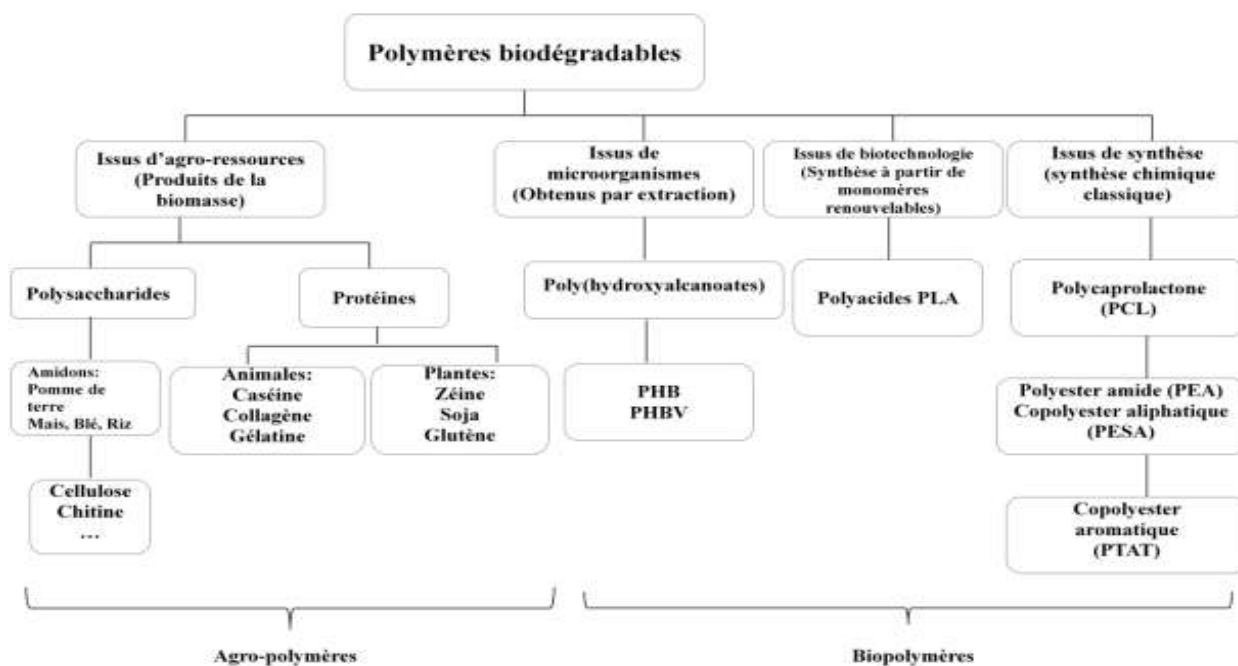 Polymères biodégradables
Issus d'agro-ressources
(Produits de la
biomasse)
Issus de
microorganismes
(Obtenus par extraction)
Issus de biotechnologie
(Synthèse à partir de
monomères
renouvelables)
Issus de synthèse
(synthèse chimique
classique)
Polysaccharides
Protéines
Poly(hydroxyalcanoates)
Polyacides PLA
Polycaprolactone
(PCL)
Amidons:
Pomme de
terre
Mais, Blé, Riz
Animales:
Caséine
Collagène
Gélatine
Plantes:
Zéine
Soja
Glutène
PHB
PHBV
Polyester amide (PEA)
Copolyester aliphatique
(PESA)
Cellulose
Chitine
…
Copolyester
aromatique
(PTAT)
Agro-polymères
Biopolymères